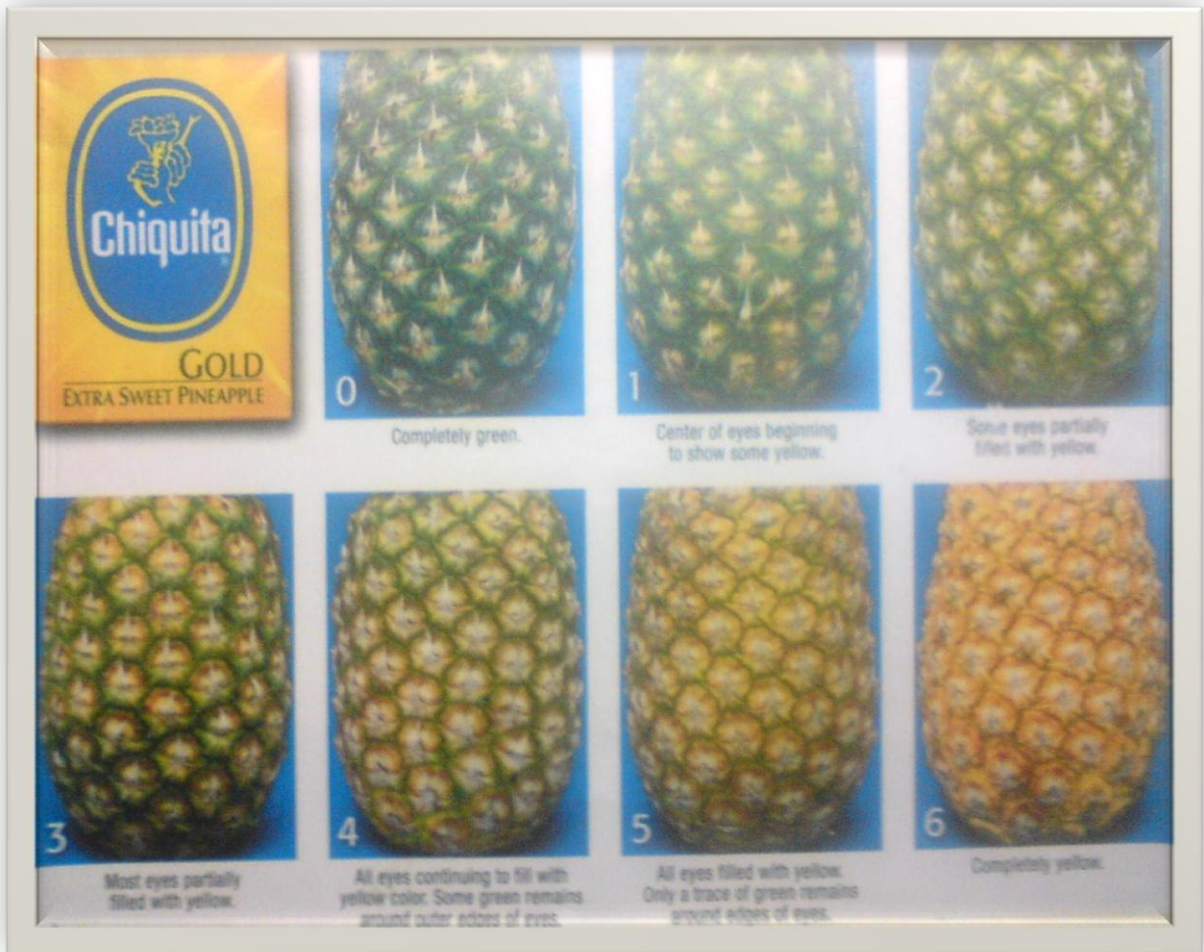 Chiquita
GOLD
EXTRA SWEET PINEAPPLE
0
Completely green.
1
Center of eyes beginning
to show some yellow.
2
Some eyes partially
filled with yellow.
3
Most eyes partially
filled with yellow.
4
All eyes continuing to fill with
yellow color. Some green remains
around outer edges of eyes.
5
All eyes filled with yellow.
Only a trace of green remains
around edges of eyes.
6
Completely yellow.